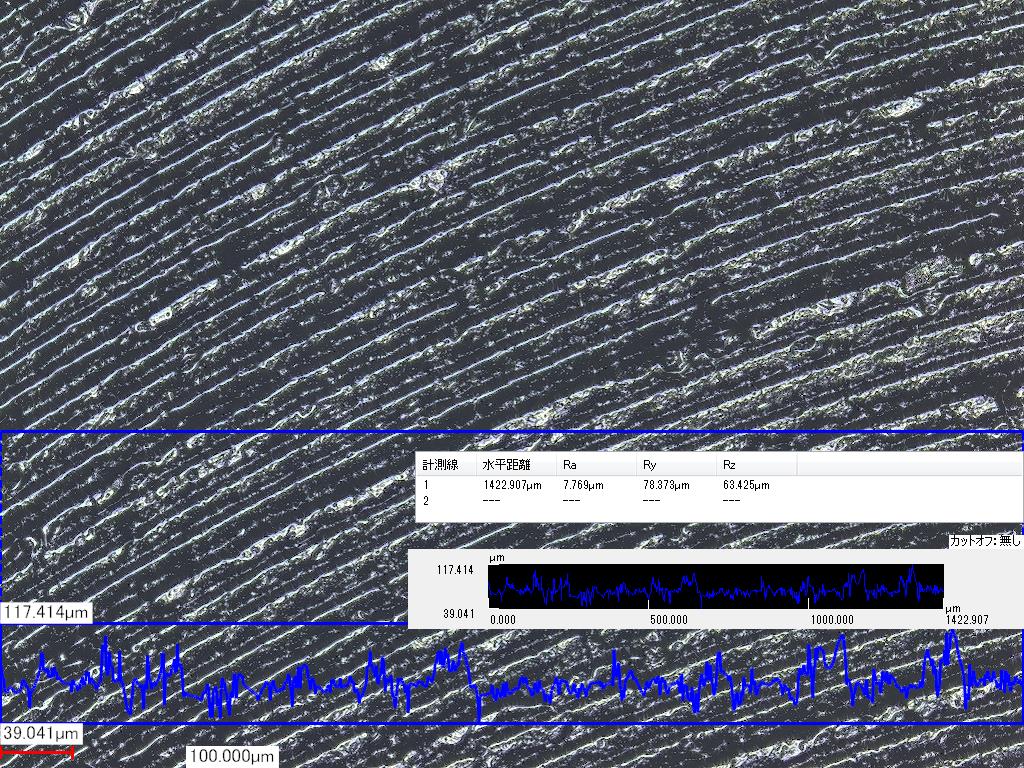 計測線 水平距離 Ra Ry Rz
1 1422.907μm 7.769μm 78.373μm 63.425μm
2 --- --- --- ---
カットオフ: 無し
μm
117.414
39.041
μm
0.000 500.000 1000.000 1422.907
117.414μm
39.041μm
100.000μm